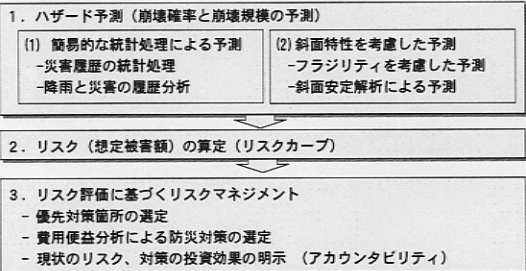 1．ハザード予測（崩壊確率と崩壊規模の予測）
(1) 簡易的な統計処理による予測
−災害履歴の統計処理
−降雨と災害の履歴分析
(2) 斜面特性を考慮した予測
−フラジリティを考慮した予測
−斜面安定解析による予測
2．リスク（想定被害額）の算定（リスクカーブ）
3．リスク評価に基づくリスクマネジメント
− 優先対策箇所の選定
− 費用便益分析による防災対策の選定
− 現状のリスク、対策の投資効果の明示 （アカウンタビリティ）